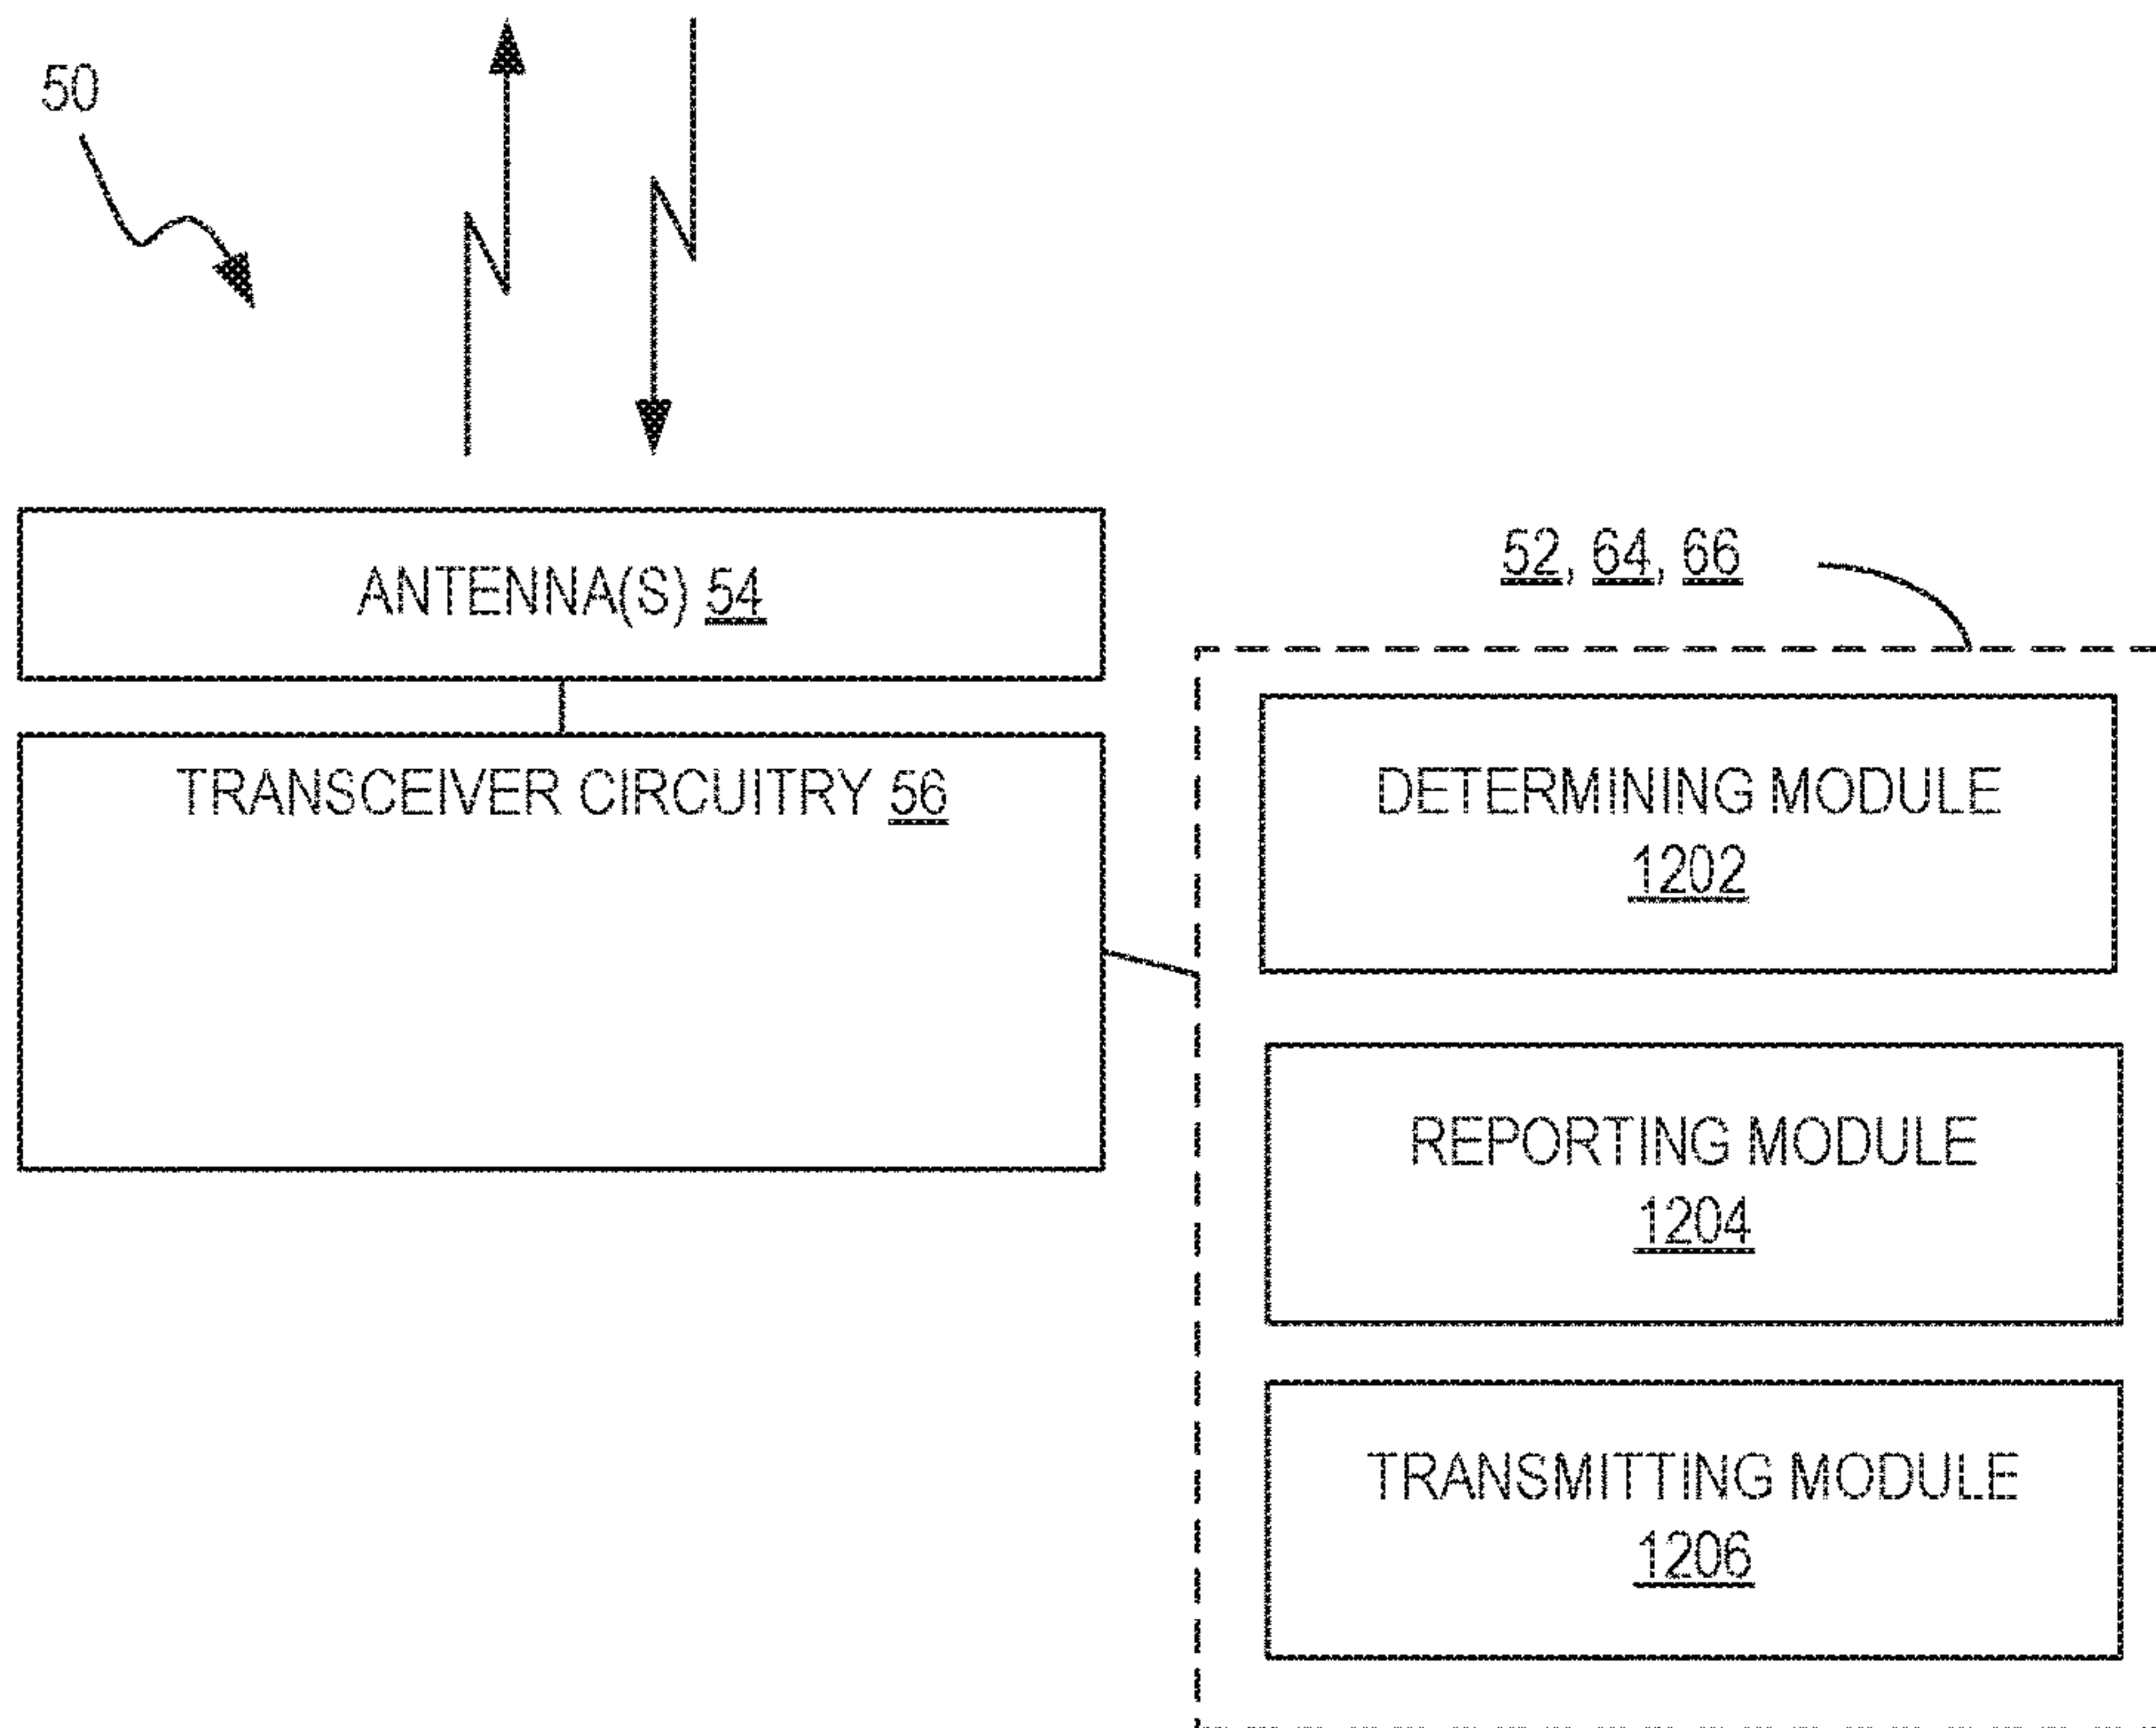 50
ANTENNA(S) 54
52, 64, 66
TRANSCEIVER CIRCUITRY 56
DETERMINING MODULE
1202
REPORTING MODULE
1204
TRANSMITTING MODULE
1206